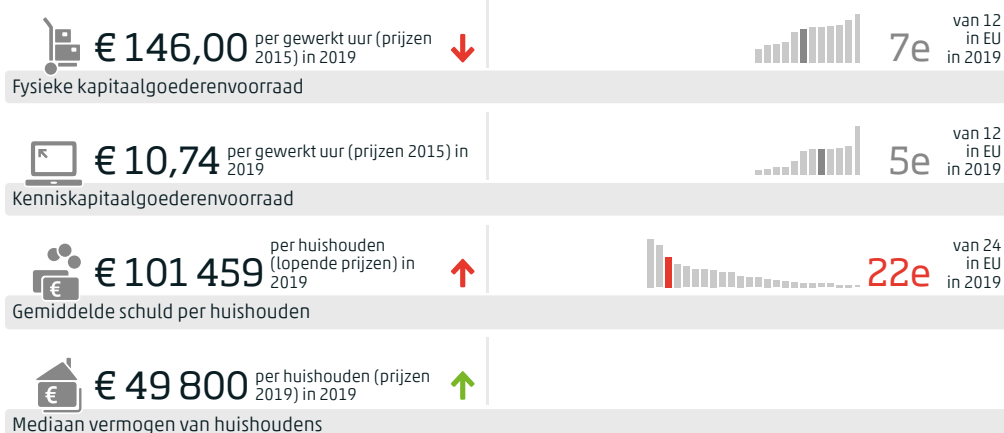 € 146,00 per gewerkt uur (prijzen
2015) in 2019
7e
van 12
in EU
in 2019
Fysieke kapitaalgoederenvoorraad
€ 10,74 per gewerkt uur (prijzen 2015) in
2019
5e
van 12
in EU
in 2019
Kenniskapitaalgoederenvoorraad
€
€ 101 459 per huishouden
(lopende prijzen) in
2019
22e
van 24
in EU
in 2019
Gemiddelde schuld per huishouden
€
€ 49 800 per huishouden (prijzen
2019) in 2019
Mediaan vermogen van huishoudens